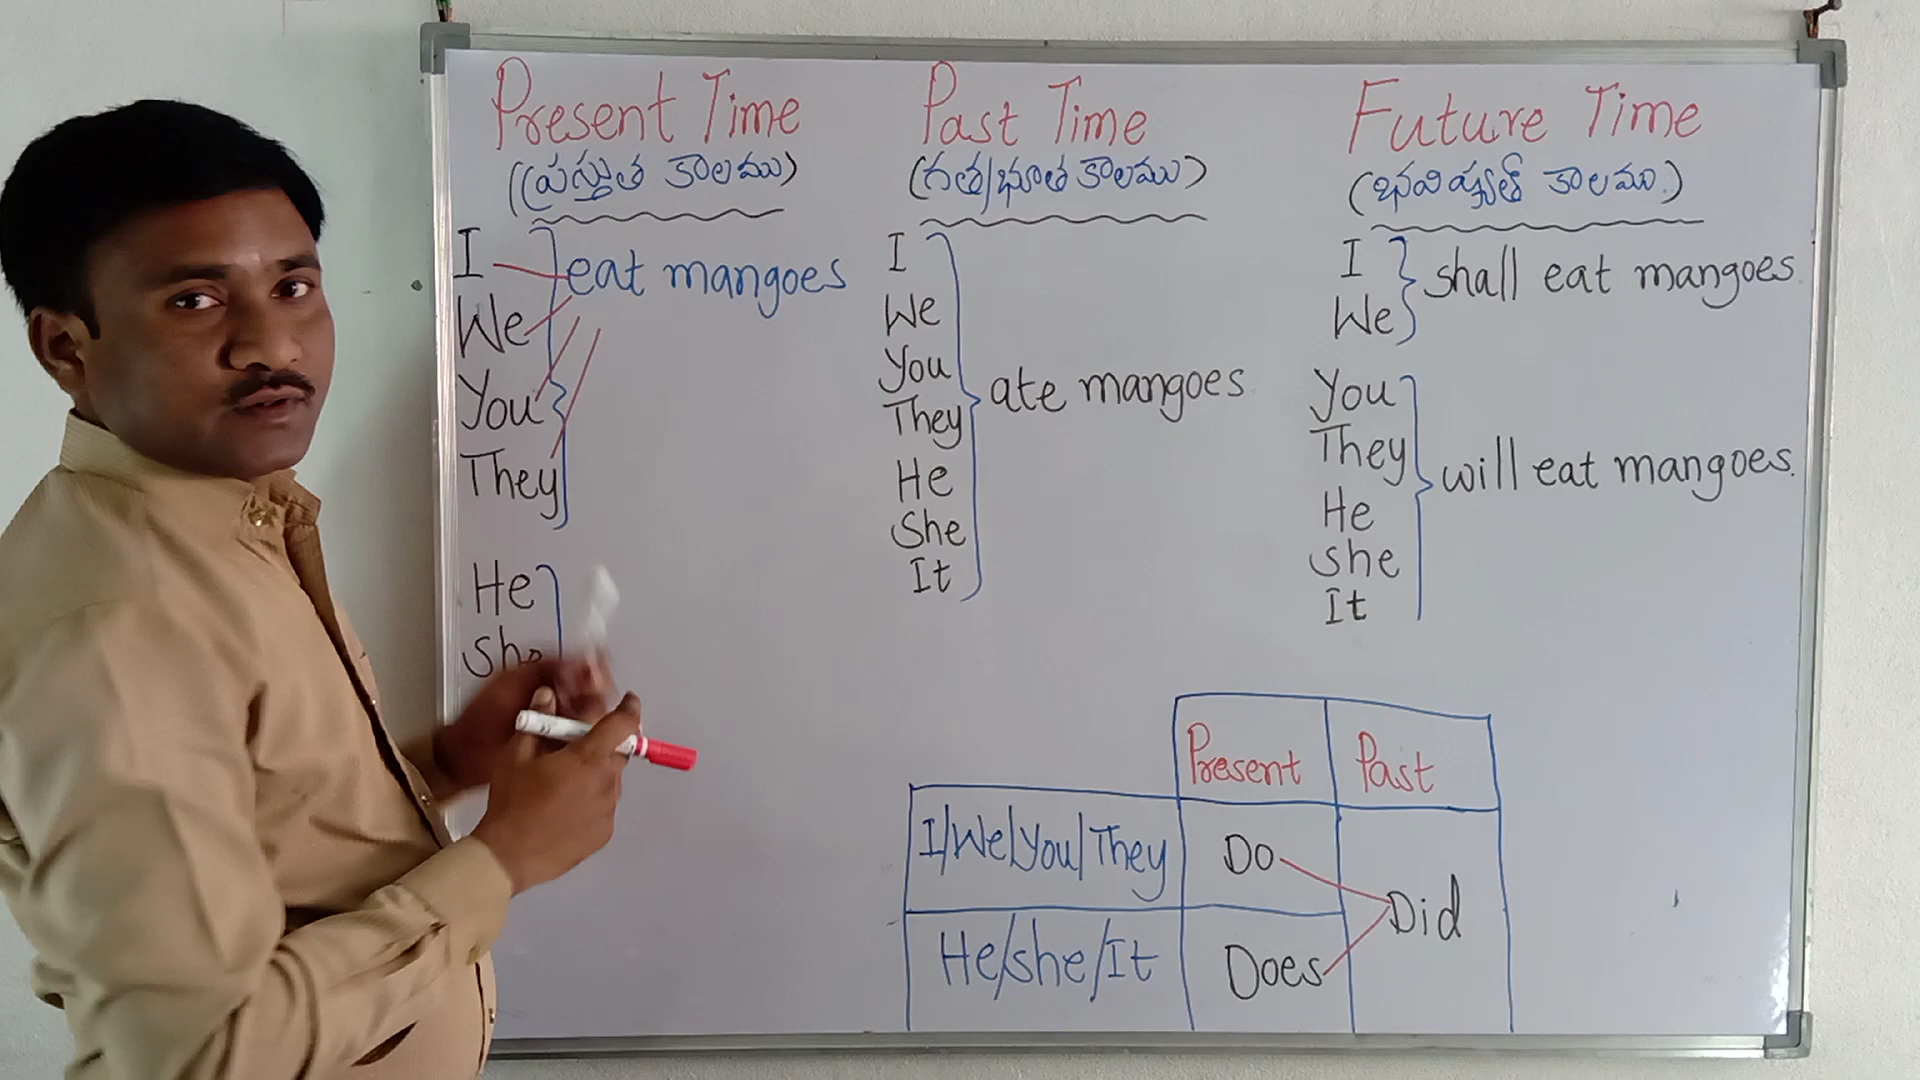 Present Time
(ప్రస్తుత కాలము)
I
eat mangoes
We
You
They
He
She
Past Time
(గత/భూత కాలము)
I
We
You
They
ate mangoes
He
She
It
Future Time
(భవిష్యత్ కాలము.)
I
shall eat mangoes.
We
You
They
will eat mangoes.
He
She
It
Present Past
I/We/You/They Do
Did
He/She/It Does